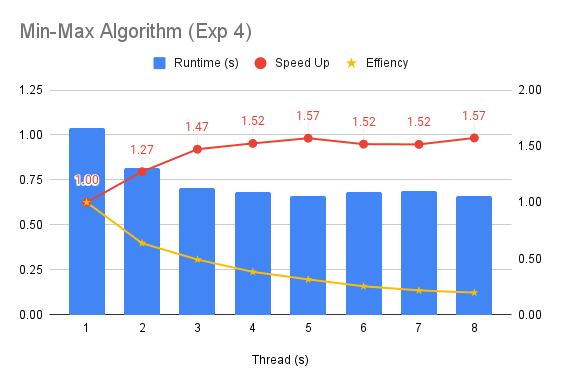 Min-Max Algorithm (Exp 4)
Runtime (s) Speed Up Effiency
1.25 2.00
1.57 1.57
1.52 1.52 1.52
1.47
1.27
1.00 1.50
0.75 1.00
1.00
0.50
0.25 0.50
0.00 0.00
1 2 3 4 5 6 7 8
Thread (s)